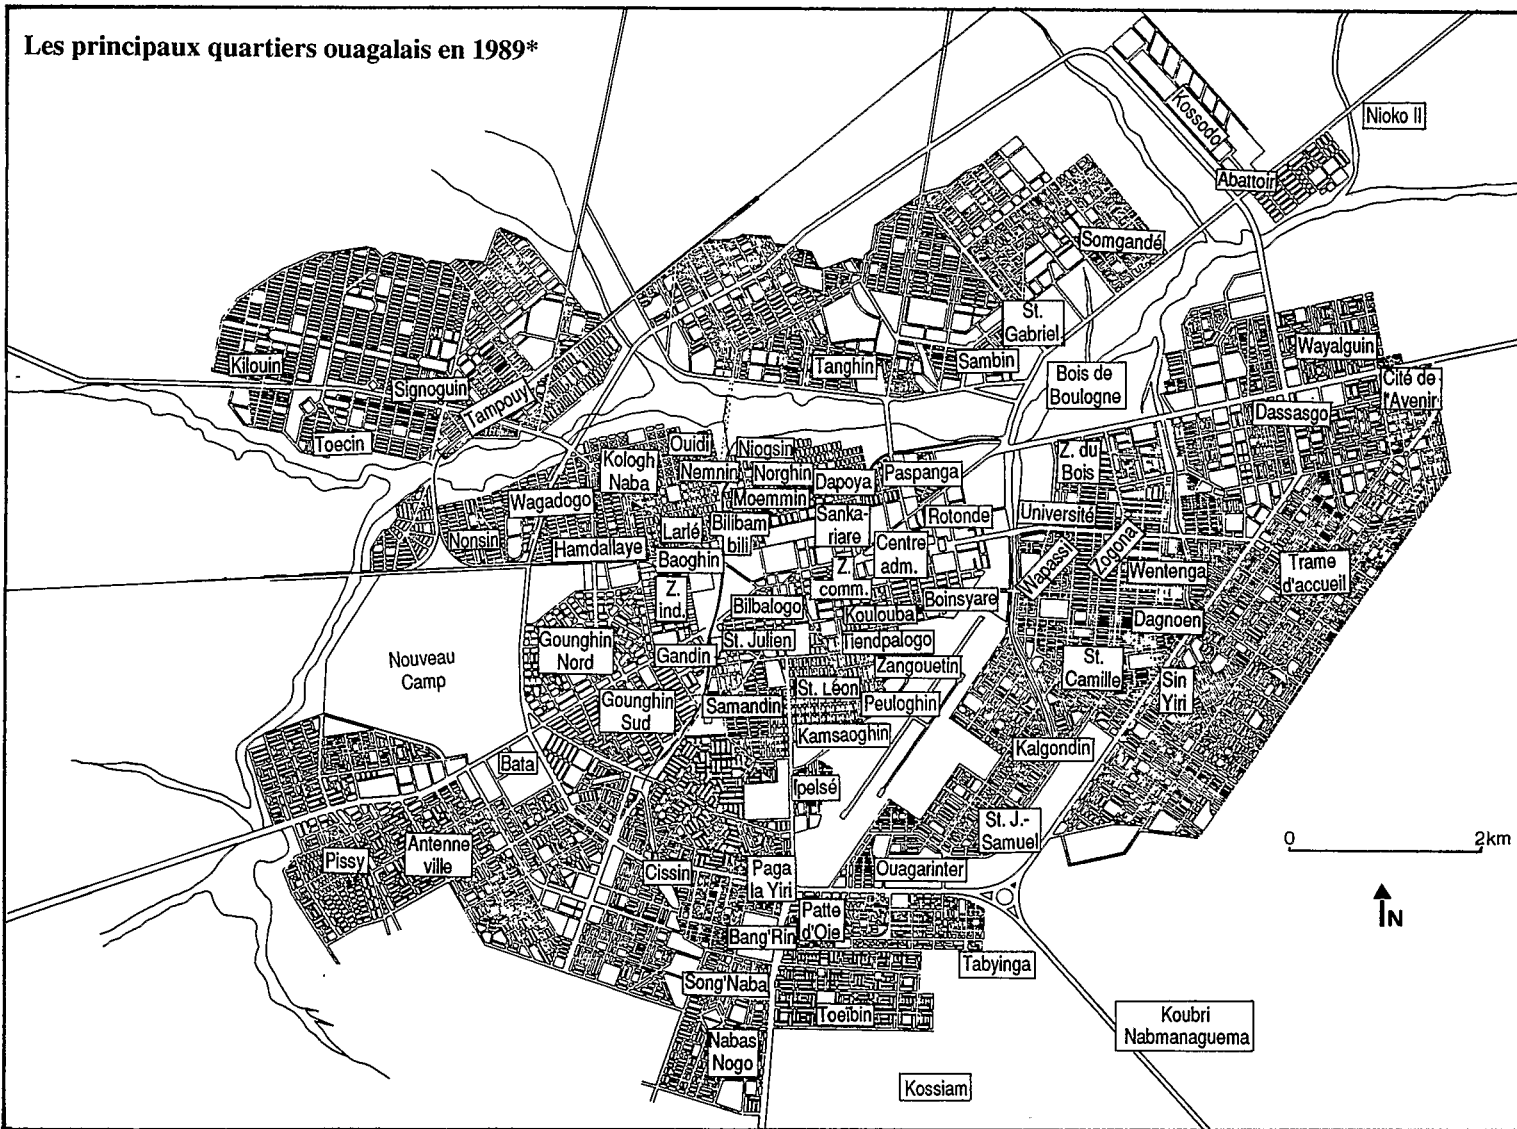 Les principaux quartiers ouagalais en 1989*
Kossodo
Nioko II
Abattoir
Somgandé
St.
Gabriel
Wayalguin
Kilouin
Signoguin
Tampouy
Tanghin
Sambin
Bois de
Boulogne
Cité de
l'Avenir
Dassasgo
Toecin
Ouidi
Niogsin
Kologh
Naba
Nemnin
Norghin
Dapoya
Paspanga
Z. du
Bois
Wagadogo
Moemmin
Nonsin
Larlé
Bilibam
bili
Sanka-
riare
Rotonde
Université
Hamdallaye
Baoghin
Centre
adm.
Wapassi
Zogona
Wentenga
Trame
d'accueil
Z.
ind.
Z.
comm.
Bilbalogo
Koulouba
Boinsyare
Dagnoen
Gounghin
Nord
Gandin
St. Julien
Tiendpalogo
Zangouetin
St.
Camille
Nouveau
Camp
Gounghin
Sud
Samandin
St. Léon
Peuloghin
Sin
Yiri
Kamsaoghin
Kalgondin
Bata
Ipelsé
St. J.-
Samuel
0 2km
Pissy
Antenne
ville
Cissin
Paga
la Yiri
Ouagarinter
Patte
d'Oie
N
Bang'Rin
Tabyinga
Song'Naba
Toeïbin
Koubri
Nabmanaguema
Nabas
Nogo
Kossiam